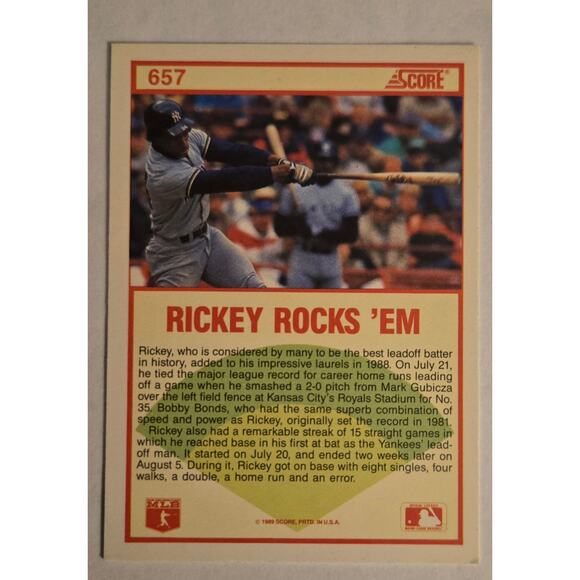 657
SCORE®
NY
RICKEY ROCKS 'EM
Rickey, who is considered by many to be the best leadoff batter
in history, added to his impressive laurels in 1988. On July 21,
he tied the major league record for career home runs leading
off a game when he smashed a 2-0 pitch from Mark Gubicza
over the left field fence at Kansas City's Royals Stadium for No.
35. Bobby Bonds, who had the same superb combination of
speed and power as Rickey, originally set the record in 1981.
Rickey also had a remarkable streak of 15 straight games in
which he reached base in his first at bat as the Yankees' lead-
off man. It started on July 20, and ended two weeks later on
August 5. During it, Rickey got on base with eight singles, four
walks, a double, a home run and an error.
MLB
© 1989 SCORE, PRTD. IN U.S.A.